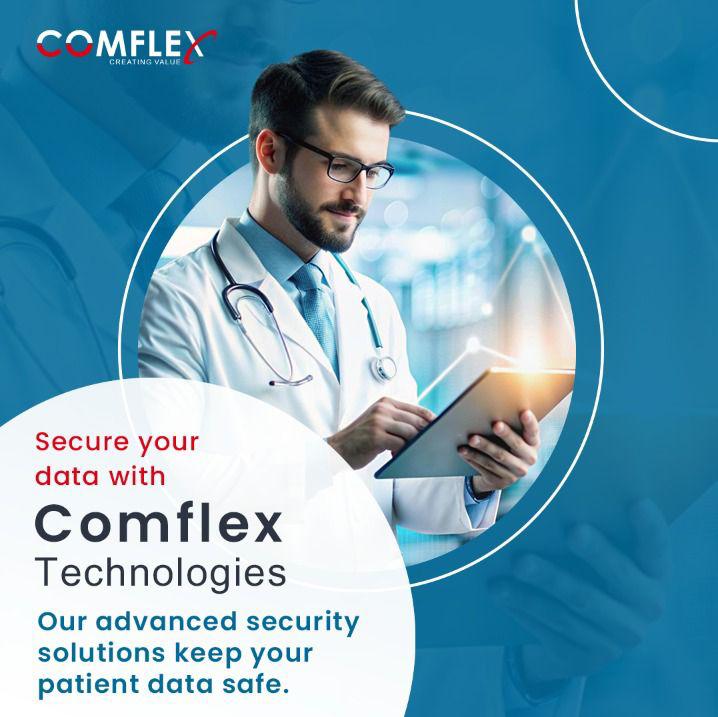 COMFLEX
CREATING VALUE
Secure your
data with
Comflex
Technologies
Our advanced security
solutions keep your
patient data safe.